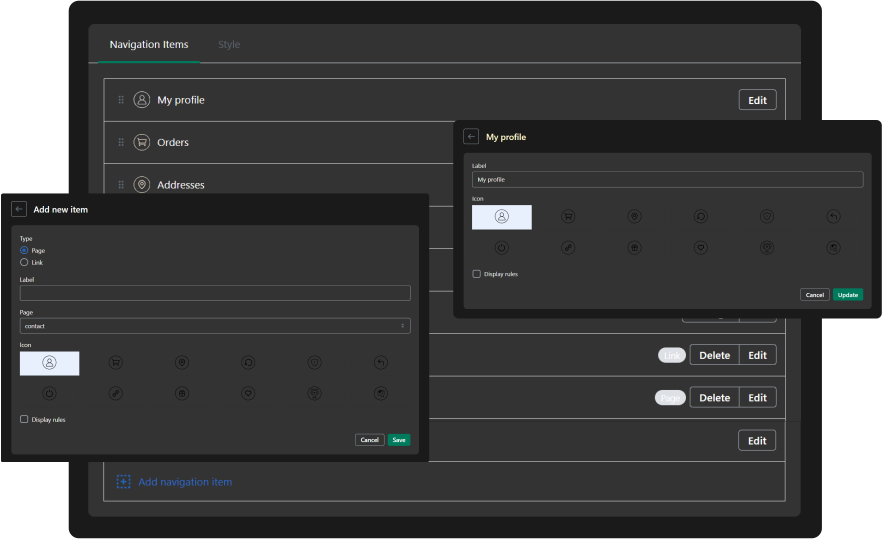 Navigation Items
Style
My profile
Edit
Orders
Addresses
My profile
Label
My profile
Icon
Display rules
Cancel
Update
Add new item
Type
Page
Link
Label
Page
contact
Icon
Display rules
Cancel
Save
Link
Delete
Edit
Page
Delete
Edit
Edit
Add navigation item